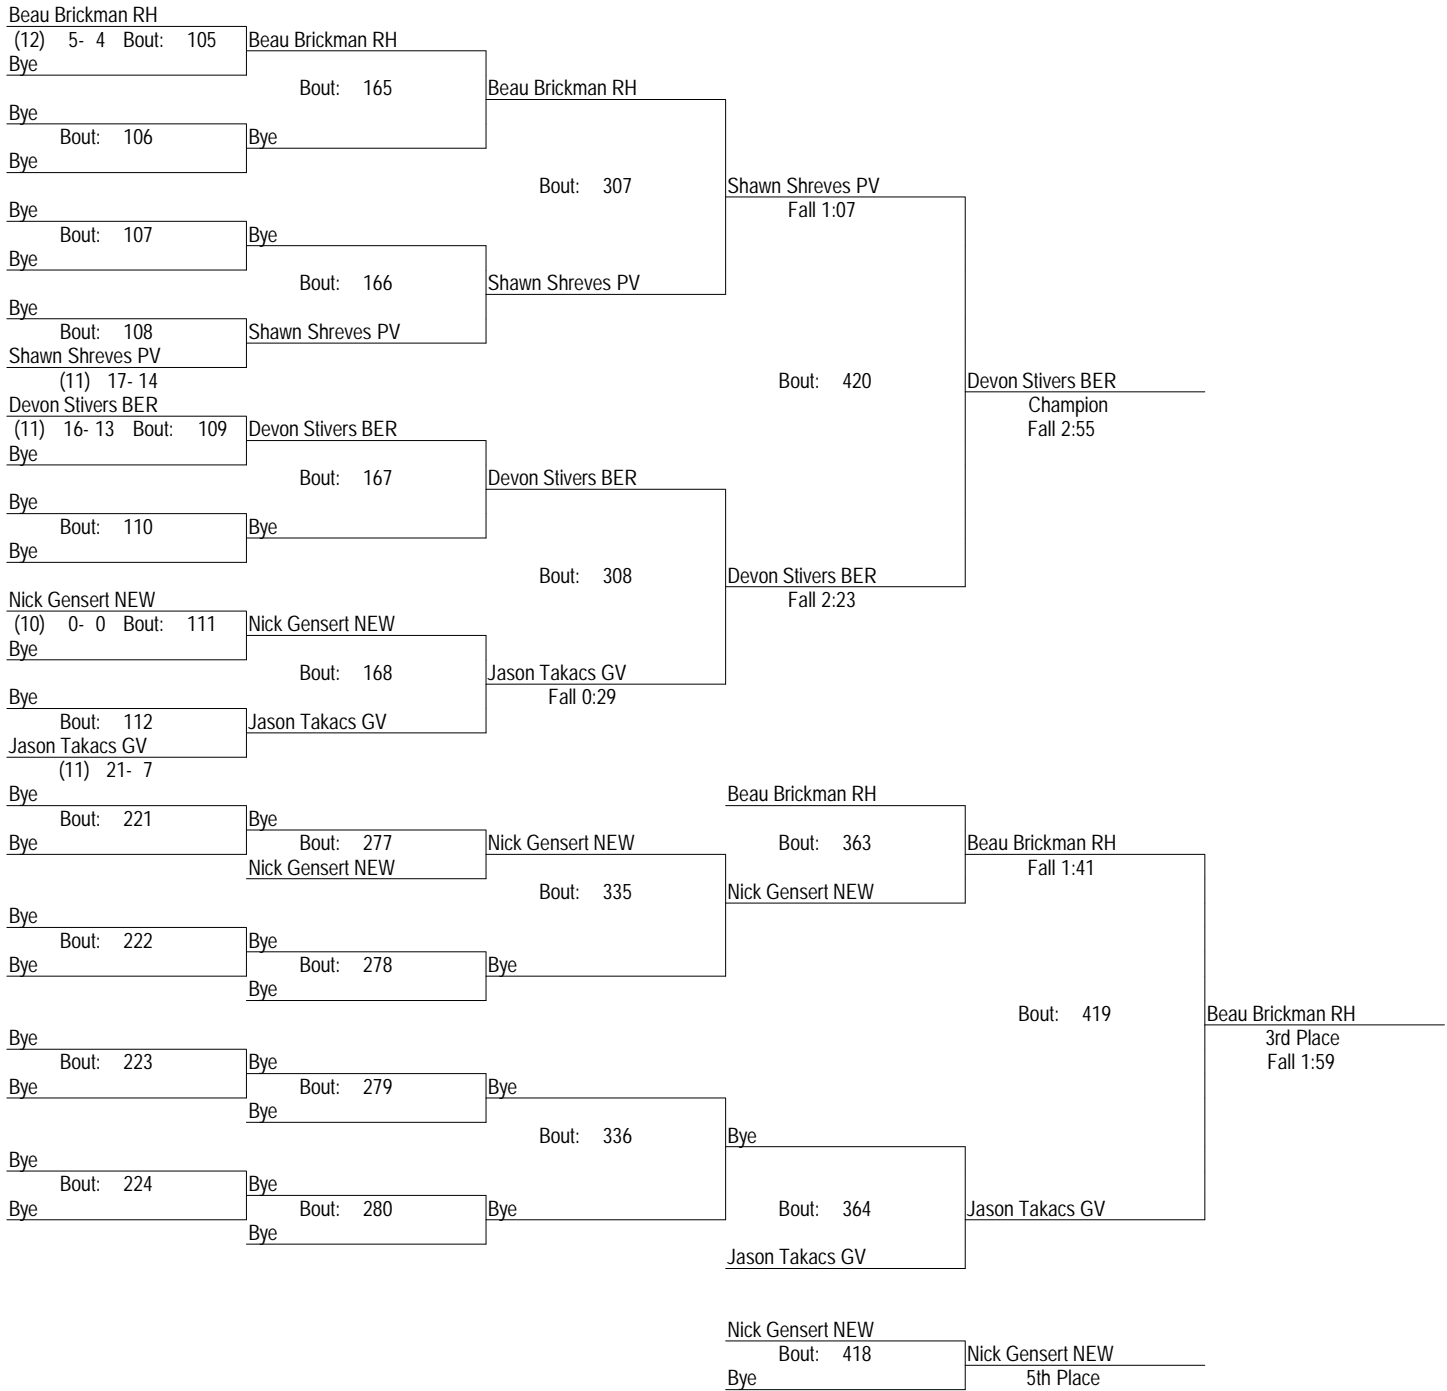 Beau Brickman RH
(12) 5- 4 Bout: 105 Beau Brickman RH
Bye
Bout: 165 Beau Brickman RH
Bye
Bout: 106 Bye
Bye
Bout: 307 Shawn Shreves PV
Bye Fall 1:07
Bout: 107 Bye
Bye
Bout: 166 Shawn Shreves PV
Bye
Bout: 108 Shawn Shreves PV
Shawn Shreves PV
(11) 17- 14 Bout: 420 Devon Stivers BER
Devon Stivers BER Champion
(11) 16- 13 Bout: 109 Devon Stivers BER Fall 2:55
Bye
Bout: 167 Devon Stivers BER
Bye
Bout: 110 Bye
Bye
Bout: 308 Devon Stivers BER
Nick Gensert NEW Fall 2:23
(10) 0- 0 Bout: 111 Nick Gensert NEW
Bye
Bout: 168 Jason Takacs GV
Bye Fall 0:29
Bout: 112 Jason Takacs GV
Jason Takacs GV
(11) 21- 7
Bye Beau Brickman RH
Bout: 221 Bye
Bye Bout: 277 Nick Gensert NEW Bout: 363 Beau Brickman RH
Nick Gensert NEW Fall 1:41
Bout: 335 Nick Gensert NEW
Bye
Bout: 222 Bye
Bye Bout: 278 Bye
Bye
Bout: 419 Beau Brickman RH
Bye 3rd Place
Bout: 223 Bye Fall 1:59
Bye Bout: 279 Bye
Bye
Bout: 336 Bye
Bye
Bout: 224 Bye
Bye Bout: 280 Bye Bout: 364 Jason Takacs GV
Bye
Jason Takacs GV
Nick Gensert NEW
Bout: 418 Nick Gensert NEW
Bye 5th Place